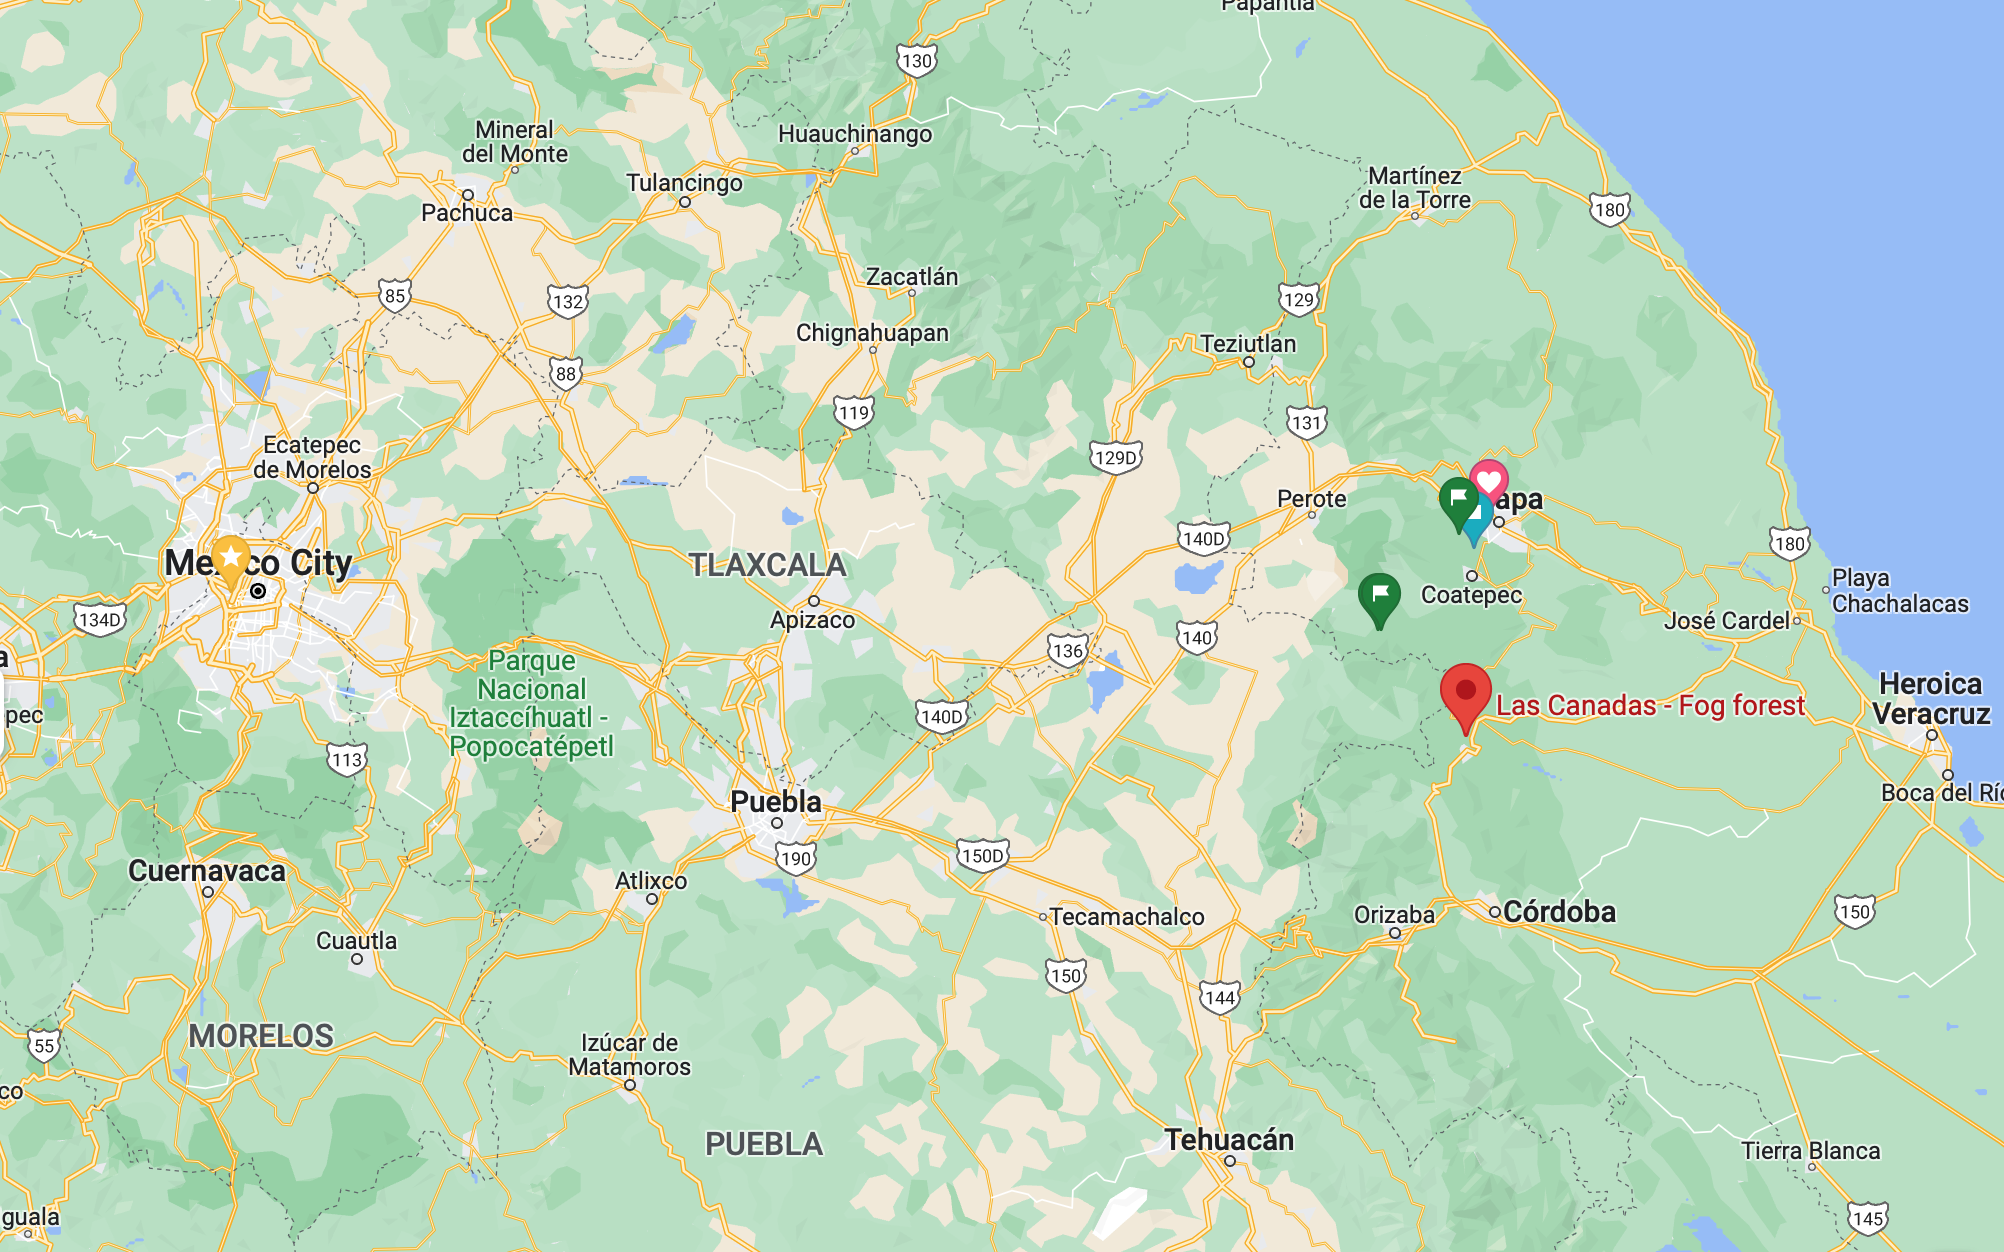 Papantla
130
Mineral
del Monte
Huauchinango
Tulancingo
Martínez
de la Torre
Pachuca
180
Zacatlán
85
132
129
Chignahuapan
Teziutlan
88
119
131
Ecatepec
de Morelos
129D
Perote
apa
140D
180
Mexico City
TLAXCALA
Playa
Chachalacas
Coatepec
134D
Apizaco
José Cardel
140
136
a
Parque
Nacional
Iztaccíhuatl -
Popocatépetl
Heroica
Veracruz
Las Canadas - Fog forest
pec
140D
113
Puebla
Boca del Río
190
150D
Cuernavaca
Atlixco
Tecamachalco
Orizaba
Córdoba
150
Cuautla
150
144
MORELOS
55
Izúcar de
Matamoros
co
PUEBLA
Tehuacán
Tierra Blanca
guala
145